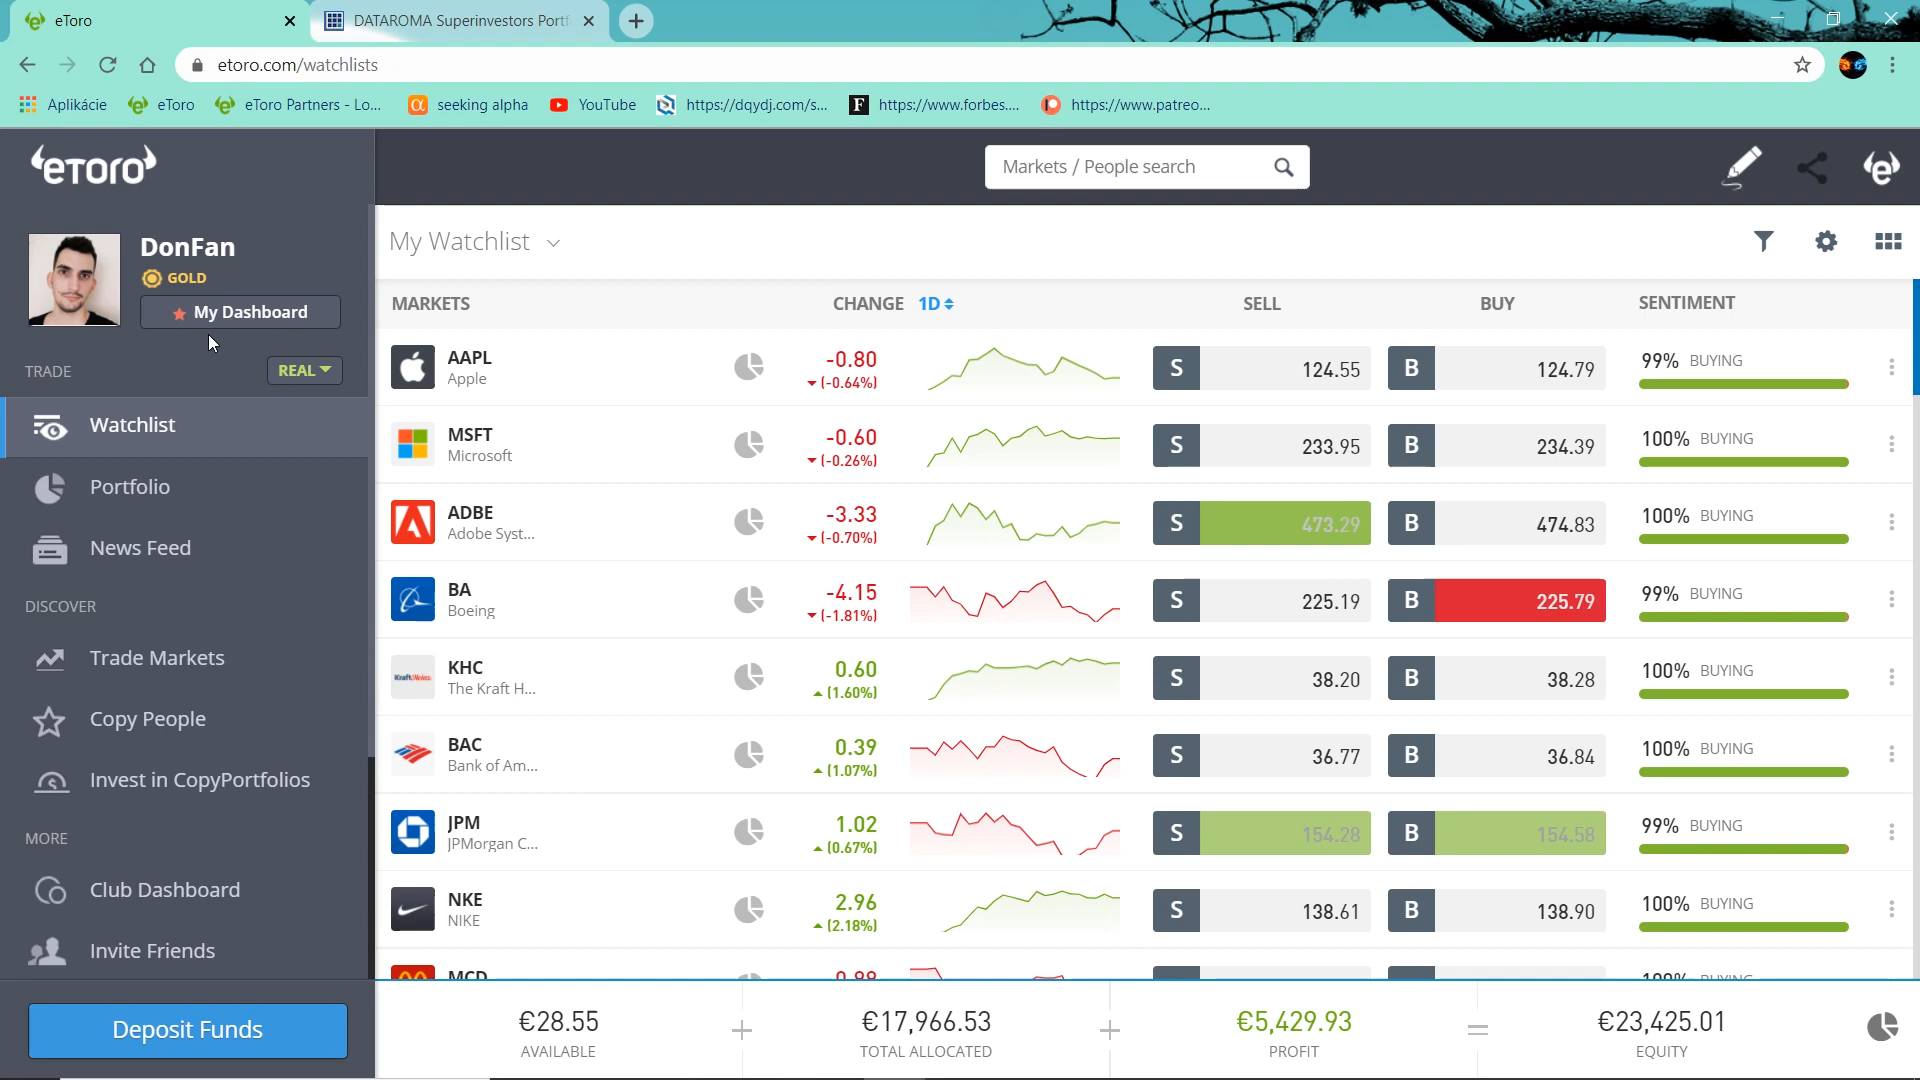 eToro
DATAROMA Superinvestors Portf
etoro.com/watchlists
Aplikácie
eToro
eToro Partners - Lo...
seeking alpha
YouTube
https://dqydj.com/s...
https://www.forbes....
https://www.patreo...
eToro
Markets / People search
DonFan
GOLD
My Dashboard
TRADE
REAL
Watchlist
Portfolio
News Feed
DISCOVER
Trade Markets
Copy People
Invest in CopyPortfolios
MORE
Club Dashboard
Invite Friends
Deposit Funds
My Watchlist
MARKETS CHANGE 1D SELL BUY SENTIMENT
AAPL -0.80 S 124.55 B 124.79 99% BUYING
Apple (-0.64%)
MSFT -0.60 S 233.95 B 234.39 100% BUYING
Microsoft (-0.26%)
ADBE -3.33 S 473.29 B 474.83 100% BUYING
Adobe Syst... (-0.70%)
BA -4.15 S 225.19 B 225.79 99% BUYING
Boeing (-1.81%)
KraftHeinz
KHC 0.60 S 38.20 B 38.28 100% BUYING
The Kraft H... (1.60%)
BAC 0.39 S 36.77 B 36.84 100% BUYING
Bank of Am... (1.07%)
JPM 1.02 S 154.28 B 154.58 99% BUYING
JPMorgan C... (0.67%)
NKE 2.96 S 138.61 B 138.90 100% BUYING
NIKE (2.18%)
MCD 0.88 100% BUYING
€28.55 + €17,966.53 + €5,429.93 = €23,425.01
AVAILABLE TOTAL ALLOCATED PROFIT EQUITY